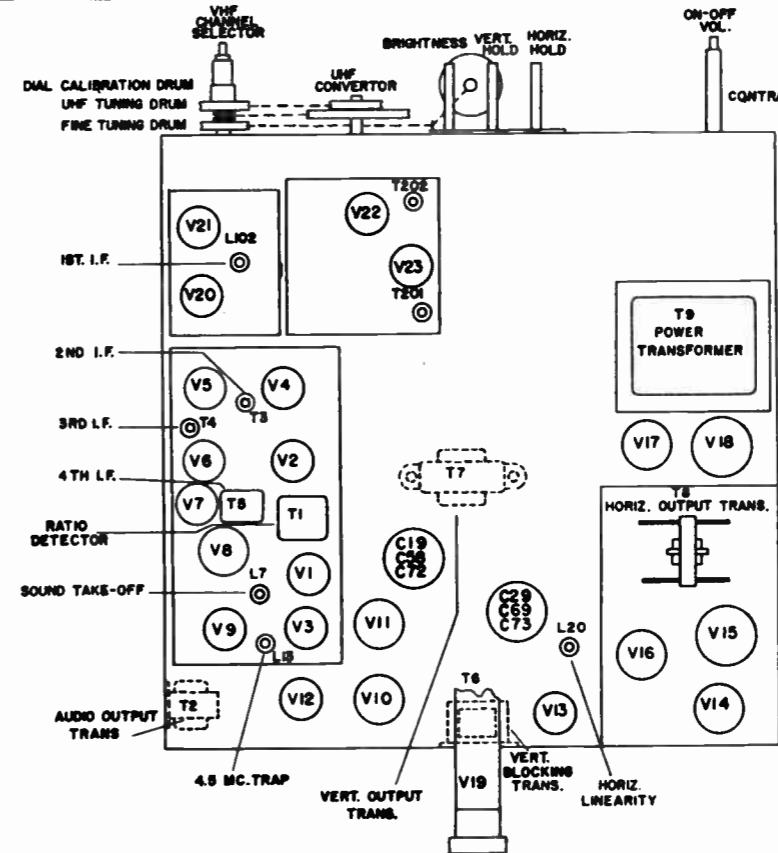 VHF
CHANNEL
SELECTOR
ON-OFF
VOL.
BRIGHTNESS
VERT.
HOLD
HORIZ.
HOLD
DIAL CALIBRATION DRUM
UHF
CONVERTOR
CONTRA
UHF TUNING DRUM
FINE TUNING DRUM
T202
V22
V21
L102
1ST. I.F.
V23
V20
T201
T9
POWER
TRANSFORMER
2ND I.F.
V5
V4
T3
3RD I.F.
T4
V17
V18
V6
V2
T7
4TH I.F.
V7
T5
T1
T8
HORIZ. OUTPUT TRANS.
RATIO
DETECTOR
V8
C19
C58
C72
V1
SOUND TAKE-OFF
L7
C29
C69
C73
V9
V3
V11
L20
V15
V16
L13
T6
T2
V12
V10
V13
V14
AUDIO OUTPUT
TRANS
4.5 MC. TRAP
V19
VERT.
BLOCKING
TRANS.
VERT. OUTPUT
TRANS.
HORIZ.
LINEARITY